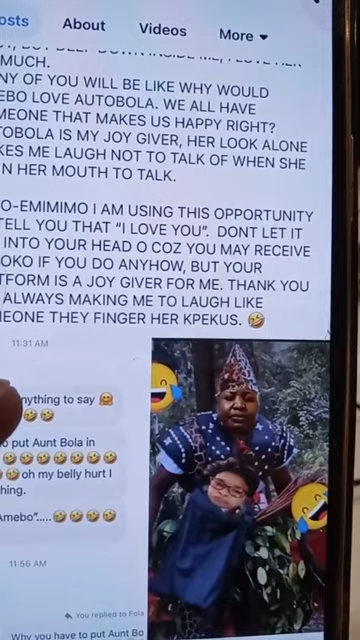 osts About Videos More
MUCH.
NY OF YOU WILL BE LIKE WHY WOULD
EBO LOVE AUTOBOLA. WE ALL HAVE
MEONE THAT MAKES US HAPPY RIGHT?
TOBOLA IS MY JOY GIVER, HER LOOK ALONE
KES ME LAUGH NOT TO TALK OF WHEN SHE
N HER MOUTH TO TALK.
O-EMIMIMO I AM USING THIS OPPORTUNITY
TELL YOU THAT "I LOVE YOU". DONT LET IT
INTO YOUR HEAD O COZ YOU MAY RECEIVE
OKO IF YOU DO ANYHOW, BUT YOUR
TFORM IS A JOY GIVER FOR ME. THANK YOU
ALWAYS MAKING ME TO LAUGH LIKE
MEONE THEY FINGER HER KPEKUS. 🤣
11:31 AM
nything to say 🤗
🤣🤣
o put Aunt Bola in
🤣🤣🤣🤣🤣🤣🤣🤣
🤣🤣 oh my belly hurt I
hing.
Amebo"..... 🤣🤣🤣🤣
11:56 AM
You replied to Fola
Why you have to put Aunt Bo